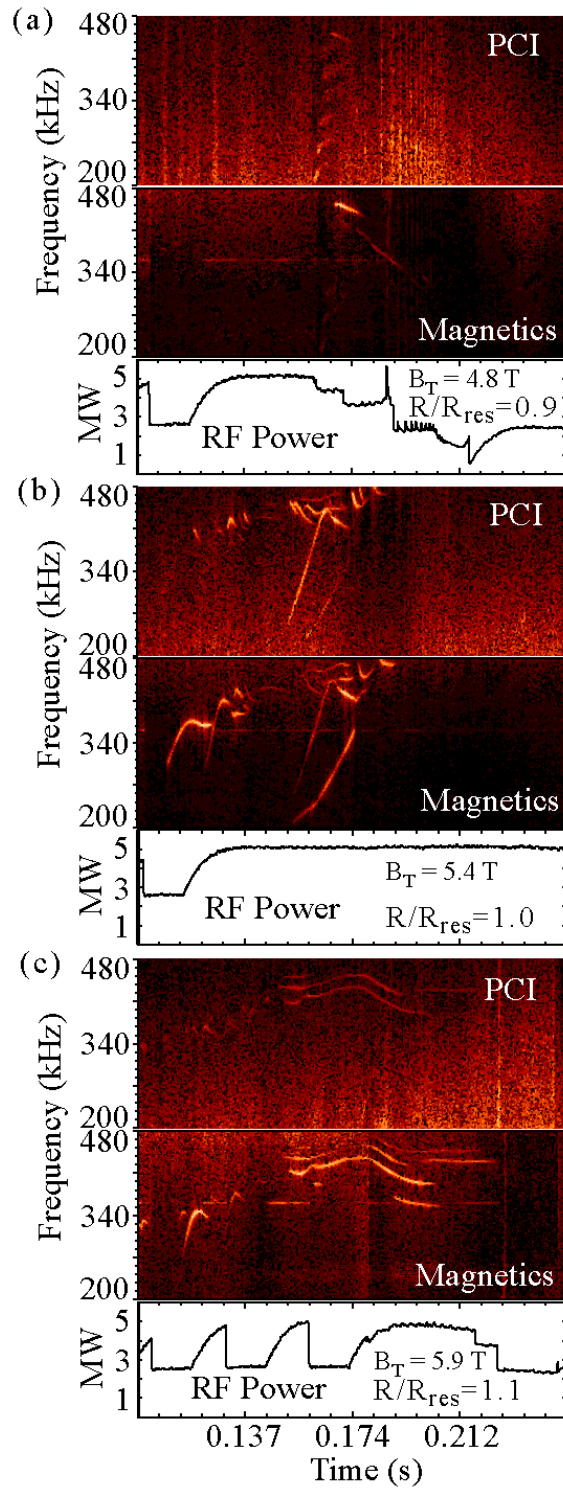 (a)
480
PCI
340
200
Frequency (kHz)
480
340
Magnetics
200
5
B_T = 4.8 T
MW
3
R/R_res=0.9
RF Power
1
(b)
480
PCI
340
200
Frequency (kHz)
480
340
Magnetics
200
5
B_T = 5.4 T
MW
3
RF Power
R/R_res=1.0
1
(c)
480
PCI
340
200
Frequency (kHz)
480
340
Magnetics
200
5
MW
3
B_T = 5.9 T
RF Power
R/R_res=1.1
1
0.137 0.174 0.212
Time (s)